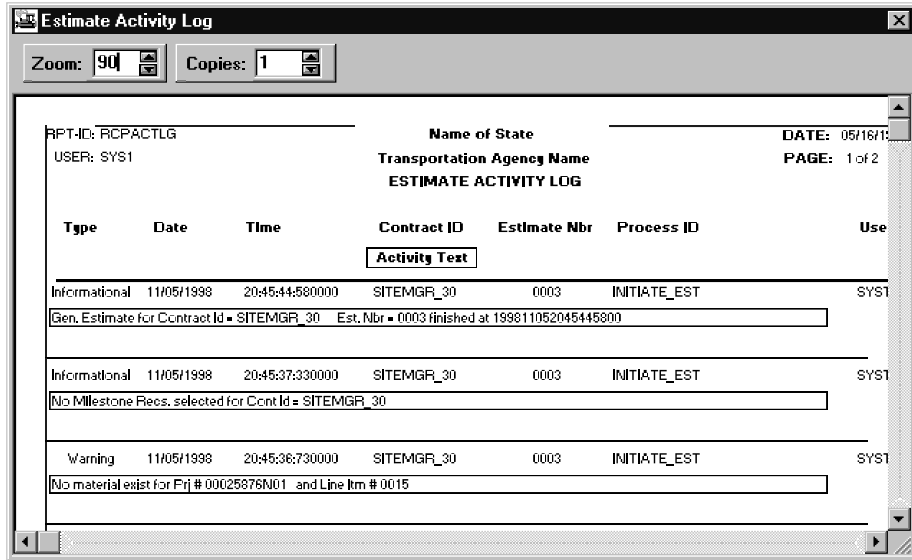 Estimate Activity Log
Zoom: 90 Copies: 1
RPT-ID: RCPACTLG Name of State DATE: 05/16/1
USER: SYS1 Transportation Agency Name PAGE: 1 of 2
ESTIMATE ACTIVITY LOG
Type Date Time Contract ID Estimate Nbr Process ID Use
Activity Text
Informational 11/05/1998 20:45:44:580000 SITEMGR_30 0003 INITIATE_EST SYST
Gen. Estimate for Contract Id = SITEMGR_30 Est. Nbr = 0003 finished at 199811052045445800
Informational 11/05/1998 20:45:37:330000 SITEMGR_30 0003 INITIATE_EST SYST
No Milestone Recs. selected for Cont Id = SITEMGR_30
Warning 11/05/1998 20:45:36:730000 SITEMGR_30 0003 INITIATE_EST SYST
No material exist for Prj # 00025876N01 and Line Itm # 0015